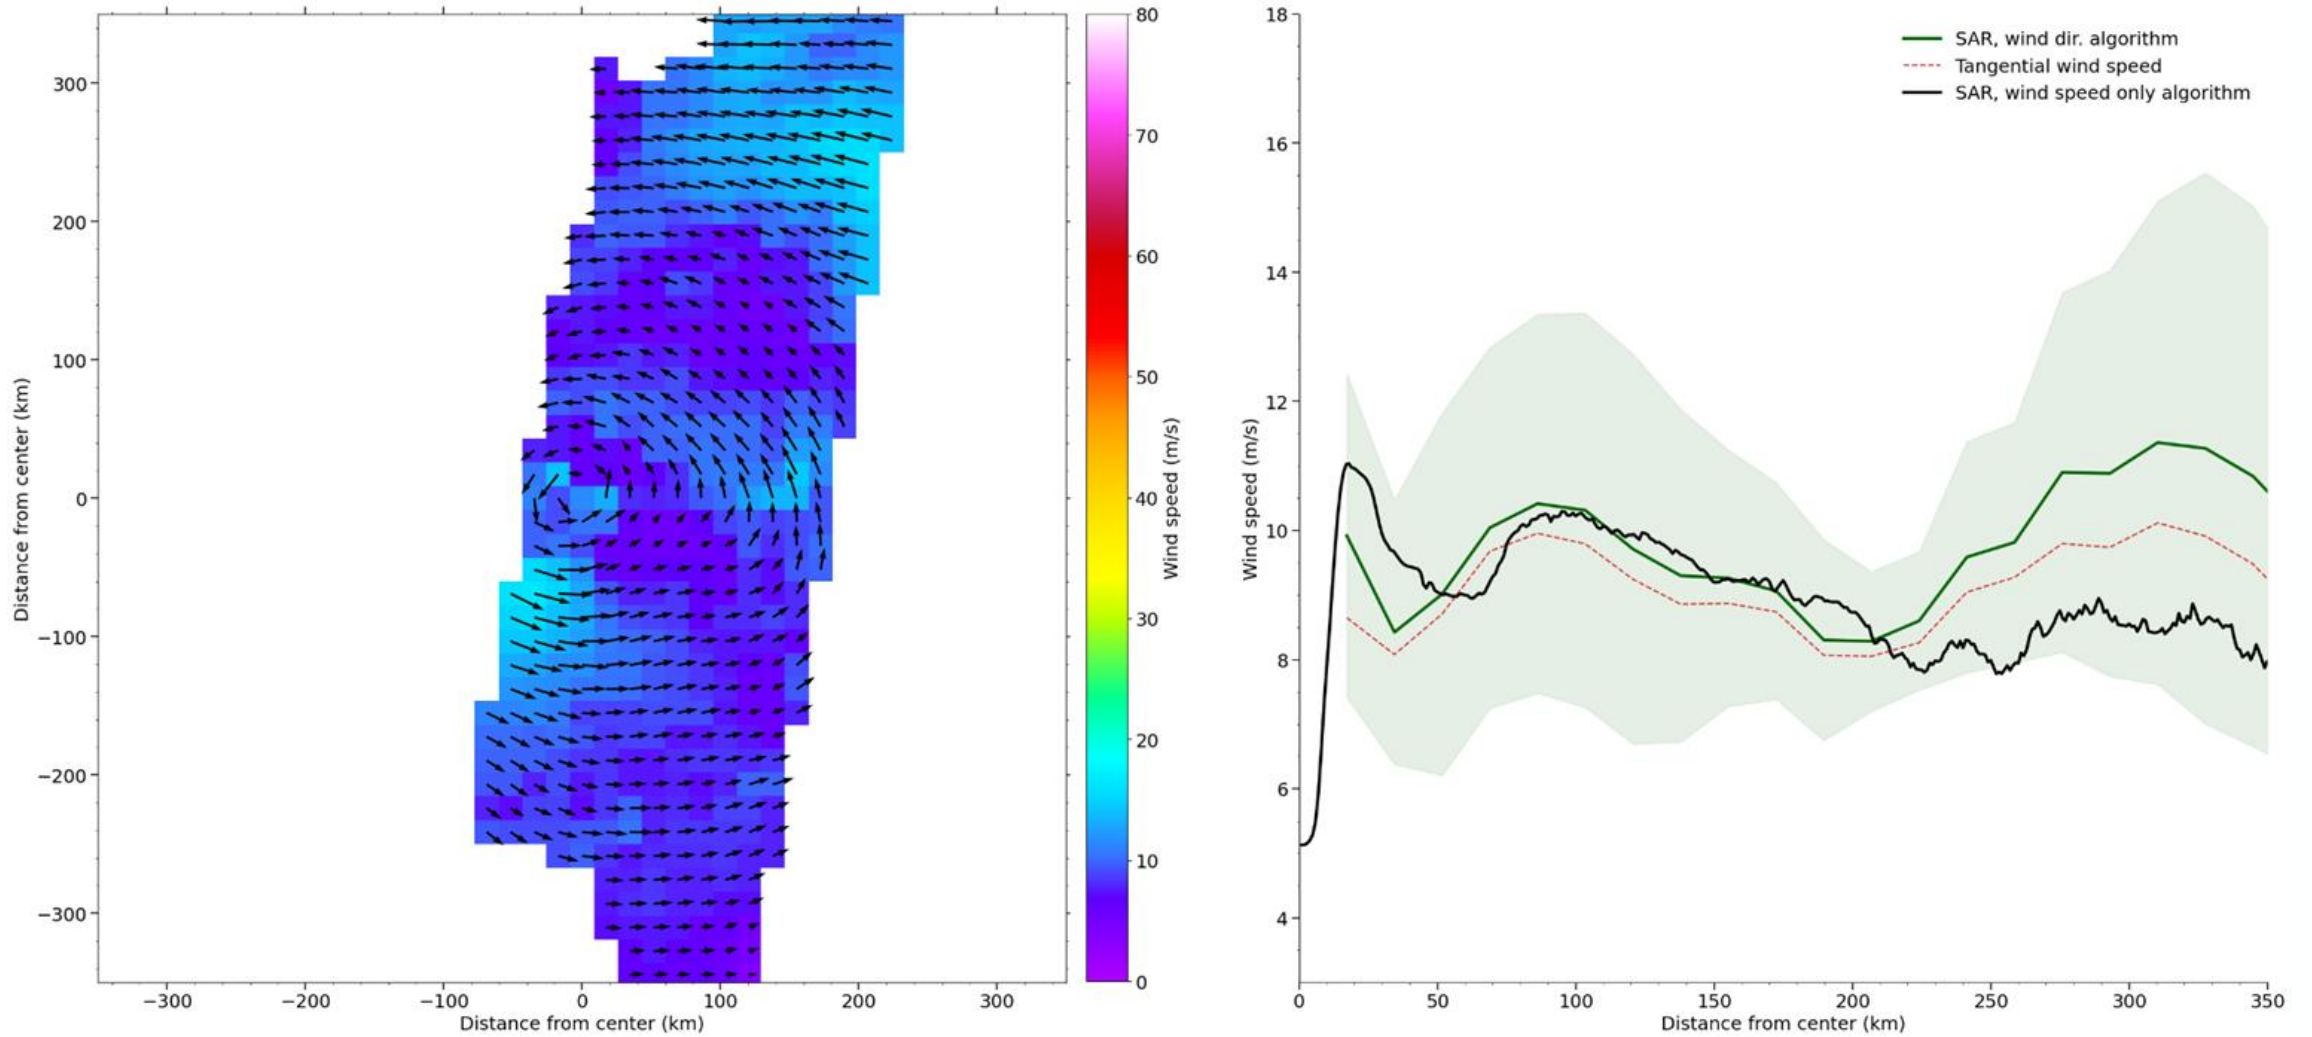 300
200
100
0
−100
−200
−300
Distance from center (km)
−300 −200 −100 0 100 200 300
Distance from center (km)
80
70
60
50
40
30
20
10
0
Wind speed (m/s)
18
16
14
12
10
8
6
4
Wind speed (m/s)
SAR, wind dir. algorithm
Tangential wind speed
SAR, wind speed only algorithm
0 50 100 150 200 250 300 350
Distance from center (km)